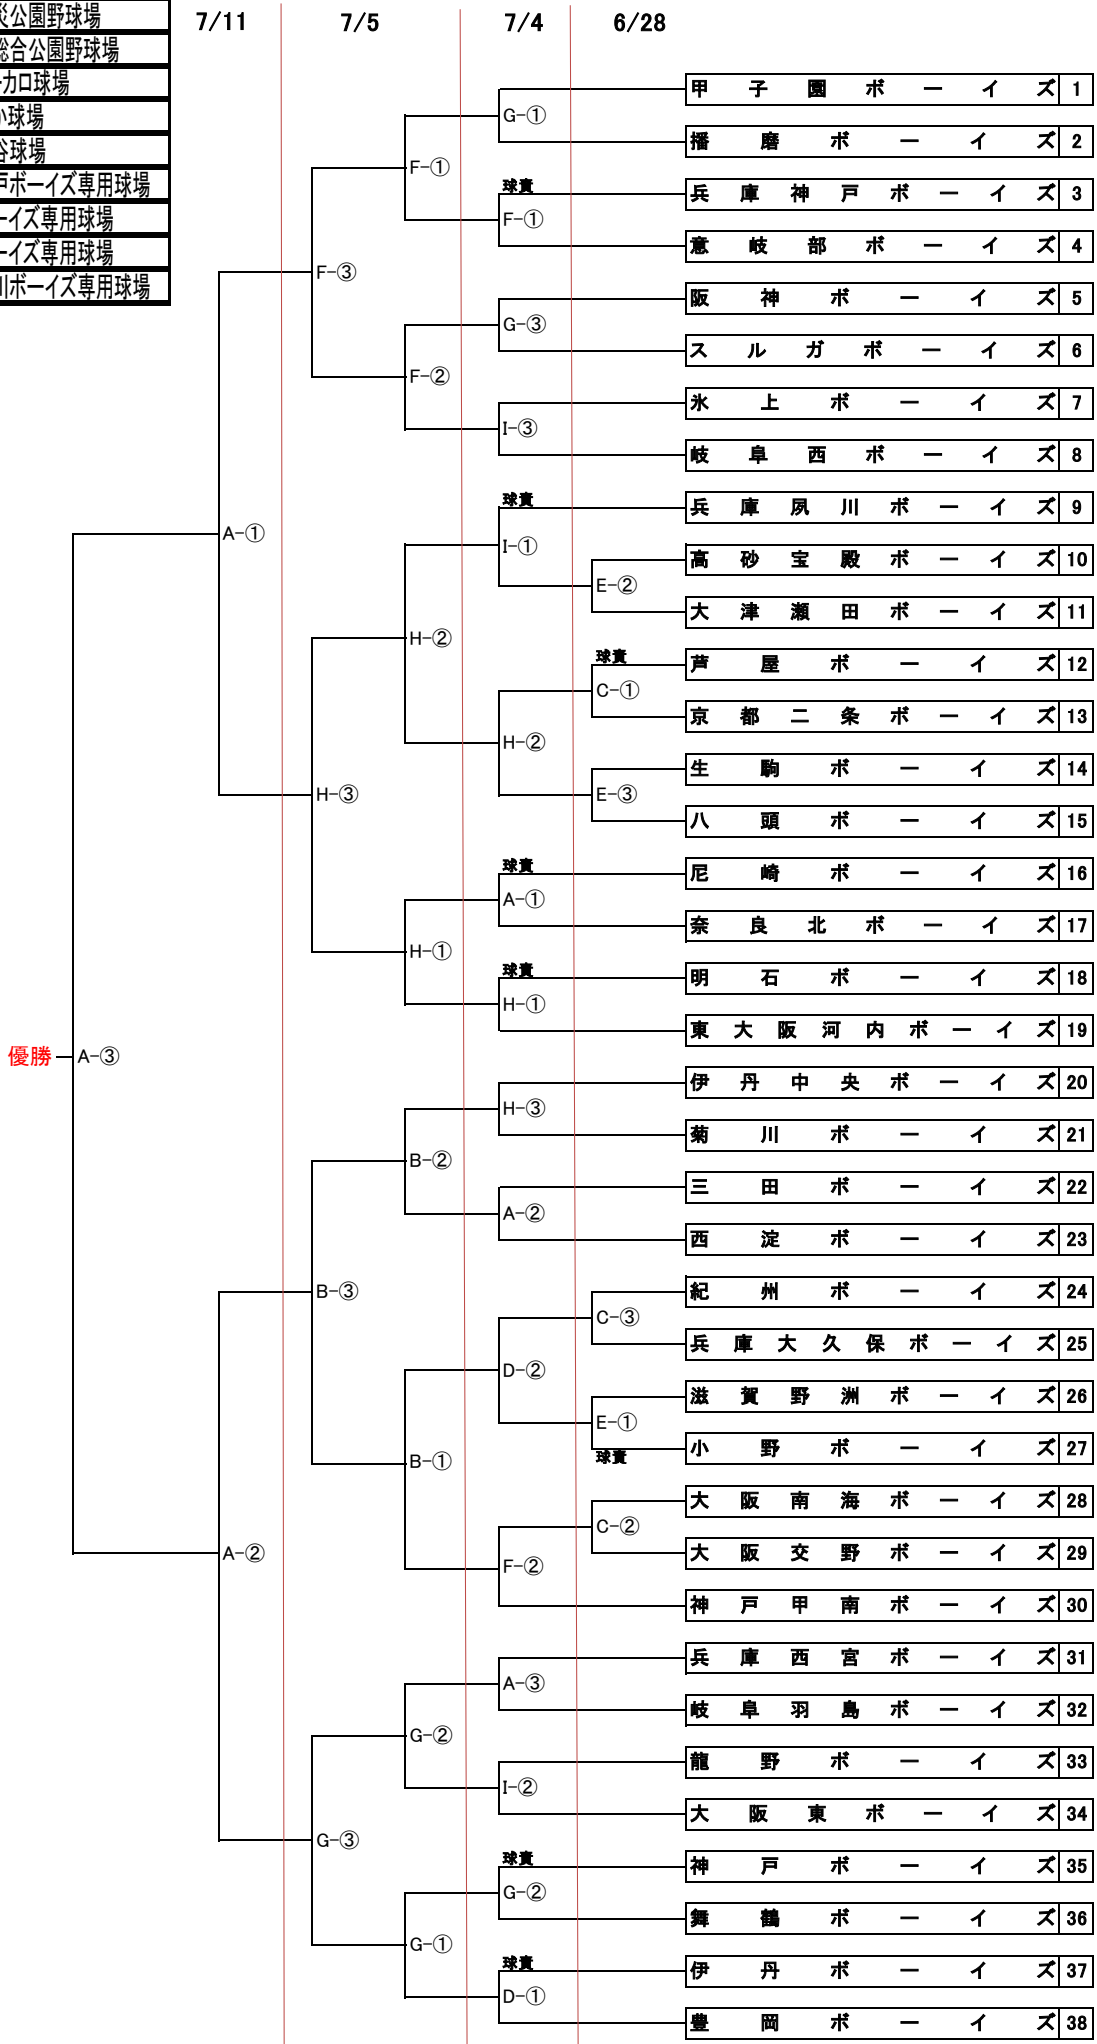 災公園野球場
総合公園野球場
カロ球場
球場
谷球場
戸ボーイズ専用球場
ーイズ専用球場
ーイズ専用球場
川ボーイズ専用球場
7/11 7/5 7/4 6/28
甲子園ボーイズ 1
G-①
播磨ボーイズ 2
F-①
球責
兵庫神戸ボーイズ 3
F-①
意岐部ボーイズ 4
F-③
阪神ボーイズ 5
G-③
スルガボーイズ 6
F-②
氷上ボーイズ 7
I-③
岐阜西ボーイズ 8
球責
兵庫夙川ボーイズ 9
A-①
I-①
高砂宝殿ボーイズ 10
E-②
大津瀬田ボーイズ 11
H-②
球責
芦屋ボーイズ 12
C-①
京都二条ボーイズ 13
H-②
生駒ボーイズ 14
H-③
E-③
八頭ボーイズ 15
球責
尼崎ボーイズ 16
A-①
奈良北ボーイズ 17
H-①
球責
明石ボーイズ 18
H-①
東大阪河内ボーイズ 19
優勝
A-③
伊丹中央ボーイズ 20
H-③
菊川ボーイズ 21
B-②
三田ボーイズ 22
A-②
西淀ボーイズ 23
B-③
紀州ボーイズ 24
C-③
兵庫大久保ボーイズ 25
D-②
滋賀野洲ボーイズ 26
E-①
小野ボーイズ 27
球責
B-①
大阪南海ボーイズ 28
C-②
大阪交野ボーイズ 29
A-②
F-②
神戸甲南ボーイズ 30
兵庫西宮ボーイズ 31
A-③
岐阜羽島ボーイズ 32
G-②
龍野ボーイズ 33
I-②
大阪東ボーイズ 34
G-③
球責
神戸ボーイズ 35
G-②
舞鶴ボーイズ 36
G-①
球責
伊丹ボーイズ 37
D-①
豊岡ボーイズ 38